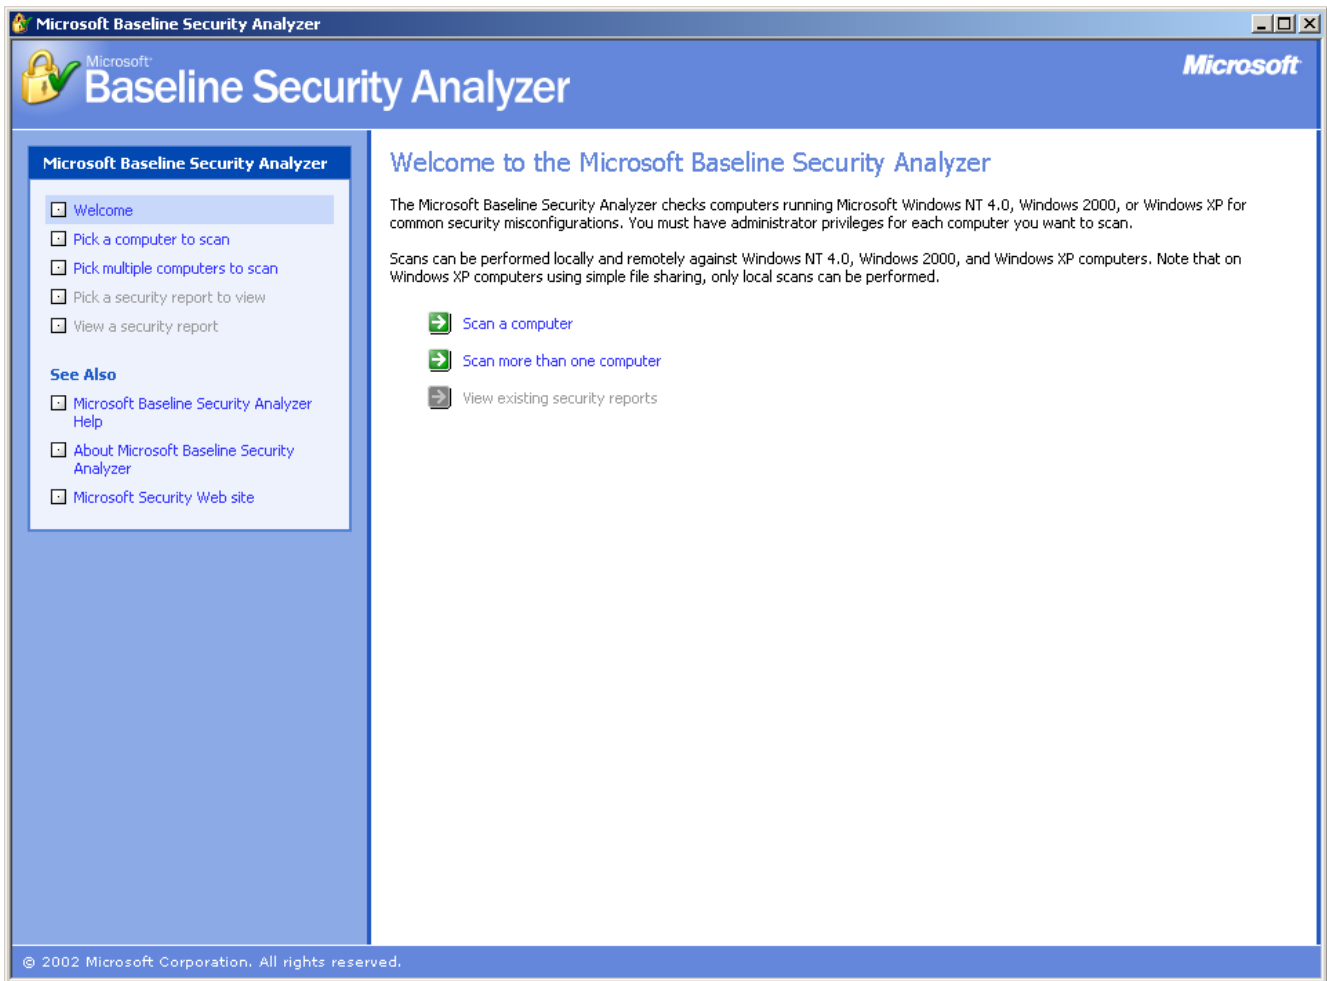 Microsoft Baseline Security Analyzer
Microsoft
Baseline Security Analyzer
Microsoft
Microsoft Baseline Security Analyzer
Welcome
Pick a computer to scan
Pick multiple computers to scan
Pick a security report to view
View a security report
See Also
Microsoft Baseline Security Analyzer
Help
About Microsoft Baseline Security
Analyzer
Microsoft Security Web site
Welcome to the Microsoft Baseline Security Analyzer
The Microsoft Baseline Security Analyzer checks computers running Microsoft Windows NT 4.0, Windows 2000, or Windows XP for
common security misconfigurations. You must have administrator privileges for each computer you want to scan.
Scans can be performed locally and remotely against Windows NT 4.0, Windows 2000, and Windows XP computers. Note that on
Windows XP computers using simple file sharing, only local scans can be performed.
Scan a computer
Scan more than one computer
View existing security reports
© 2002 Microsoft Corporation. All rights reserved.